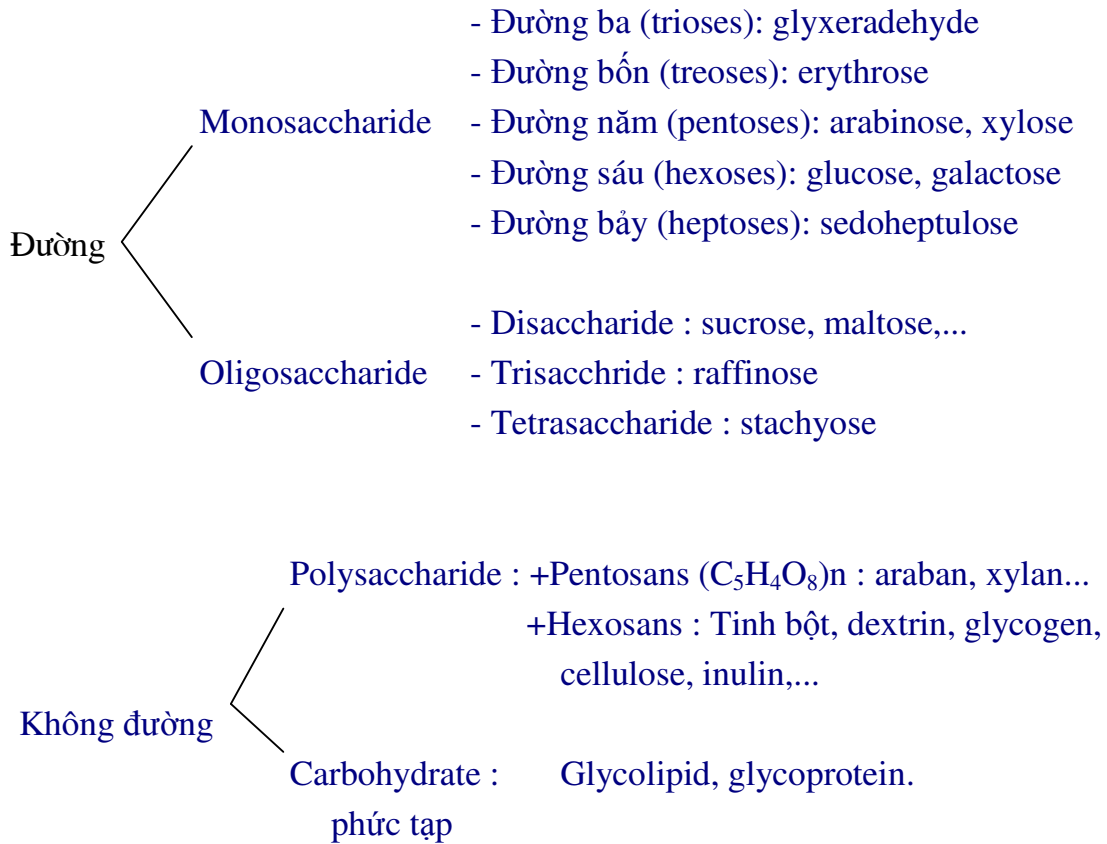 - Đường ba (trioses): glyxeradehyde
- Đường bốn (treoses): erythrose
Monosaccharide - Đường năm (pentoses): arabinose, xylose
- Đường sáu (hexoses): glucose, galactose
- Đường bảy (heptoses): sedoheptulose
Đường
- Disaccharide : sucrose, maltose,...
Oligosaccharide - Trisacchride : raffinose
- Tetrasaccharide : stachyose
Polysaccharide : +Pentosans (C₅H₄O₈)n : araban, xylan...
+Hexosans : Tinh bột, dextrin, glycogen,
cellulose, inulin,...
Không đường
Carbohydrate : Glycolipid, glycoprotein.
phức tạp